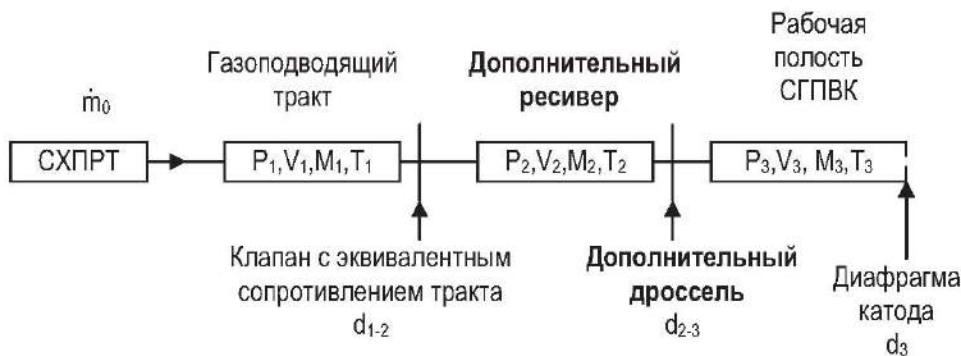 Рабочая
полость
СГПВК
Газоподводящий
тракт
Дополнительный
ресивер
ṁ₀
СХПРТ
P₁,V₁,M₁,T₁
P₂,V₂,M₂,T₂
P₃,V₃, M₃,T₃
Клапан с эквивалентным
сопротивлением тракта
d₁₋₂
Дополнительный
дроссель
d₂₋₃
Диафрагма
катода
d₃